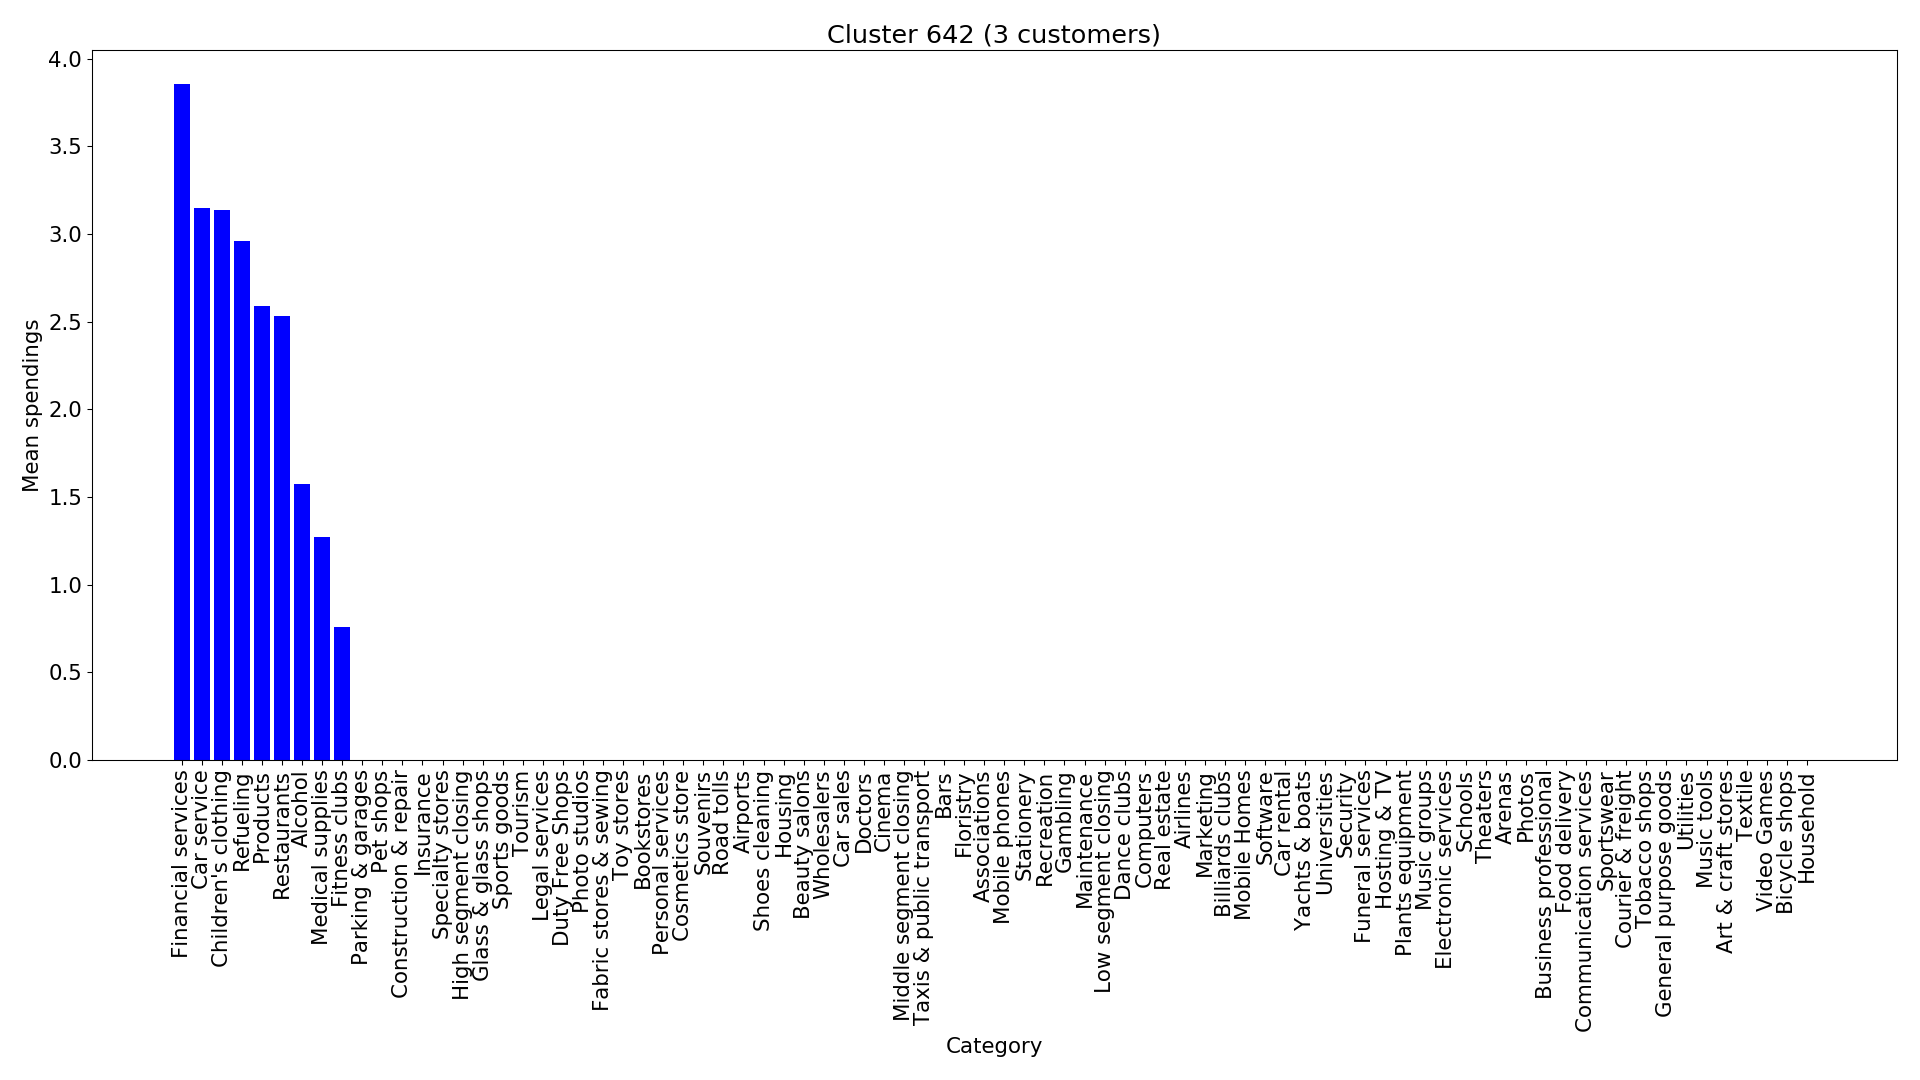 Cluster 642 (3 customers)
4.0
3.5
3.0
2.5
2.0
1.5
1.0
0.5
0.0
Mean spendings
Financial services
Car service
Children's clothing
Refueling
Products
Restaurants
Alcohol
Medical supplies
Fitness clubs
Parking & garages
Pet shops
Construction & repair
Insurance
Specialty stores
High segment closing
Glass & glass shops
Sports goods
Tourism
Legal services
Duty Free Shops
Photo studios
Fabric stores & sewing
Toy stores
Bookstores
Personal services
Cosmetics store
Souvenirs
Road tolls
Airports
Shoes cleaning
Housing
Beauty salons
Wholesalers
Car sales
Doctors
Cinema
Middle segment closing
Taxis & public transport
Bars
Floristry
Associations
Mobile phones
Stationery
Recreation
Gambling
Maintenance
Low segment closing
Dance clubs
Computers
Real estate
Airlines
Marketing
Billiards clubs
Mobile Homes
Software
Car rental
Yachts & boats
Universities
Security
Funeral services
Hosting & TV
Plants equipment
Music groups
Electronic services
Schools
Theaters
Arenas
Photos
Business professional
Food delivery
Communication services
Sportswear
Courier & freight
Tobacco shops
General purpose goods
Utilities
Music tools
Art & craft stores
Textile
Video Games
Bicycle shops
Household
Category